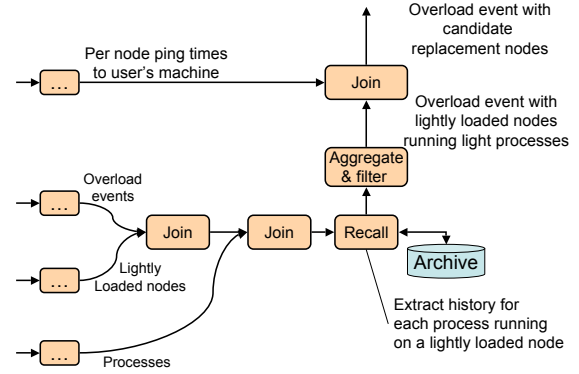 Overload event with
candidate
replacement nodes
Per node ping times
to user's machine
...
Join
Overload event with
lightly loaded nodes
running light processes
Aggregate
& filter
Overload
events
...
Join
Join
Recall
Archive
...
Lightly
Loaded nodes
Extract history for
each process running
on a lightly loaded node
...
Processes